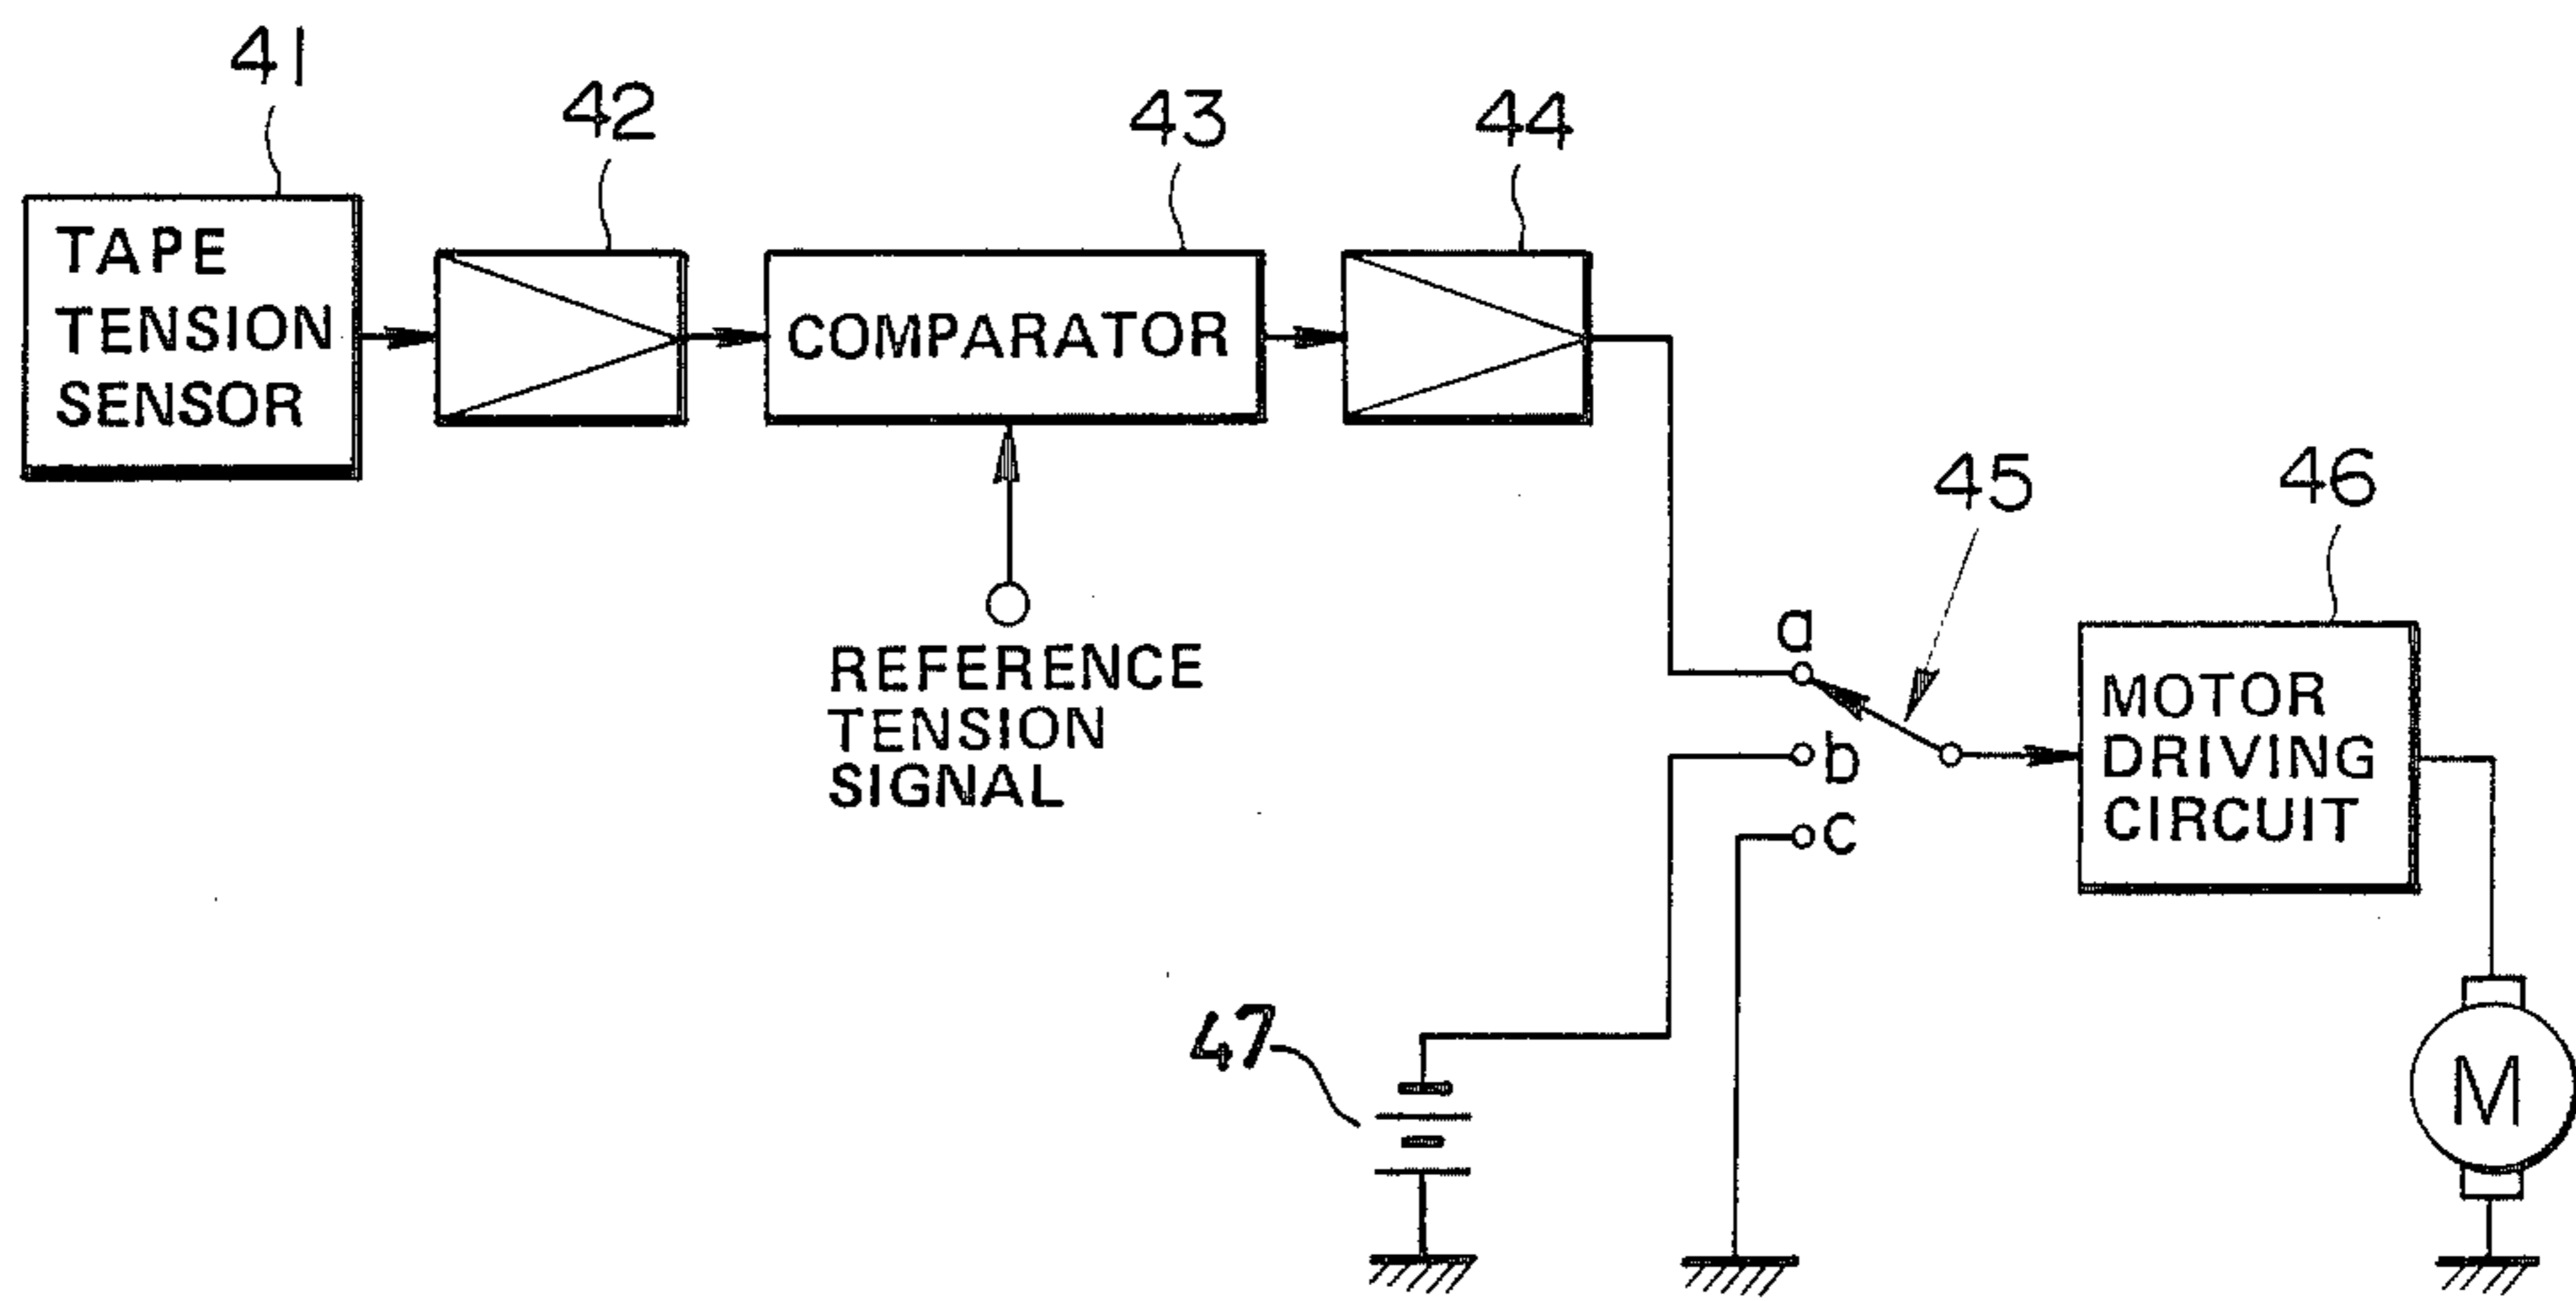 41
42
43
44
TAPE
TENSION
SENSOR
COMPARATOR
REFERENCE
TENSION
SIGNAL
45
46
a
b
c
MOTOR
DRIVING
CIRCUIT
47
M